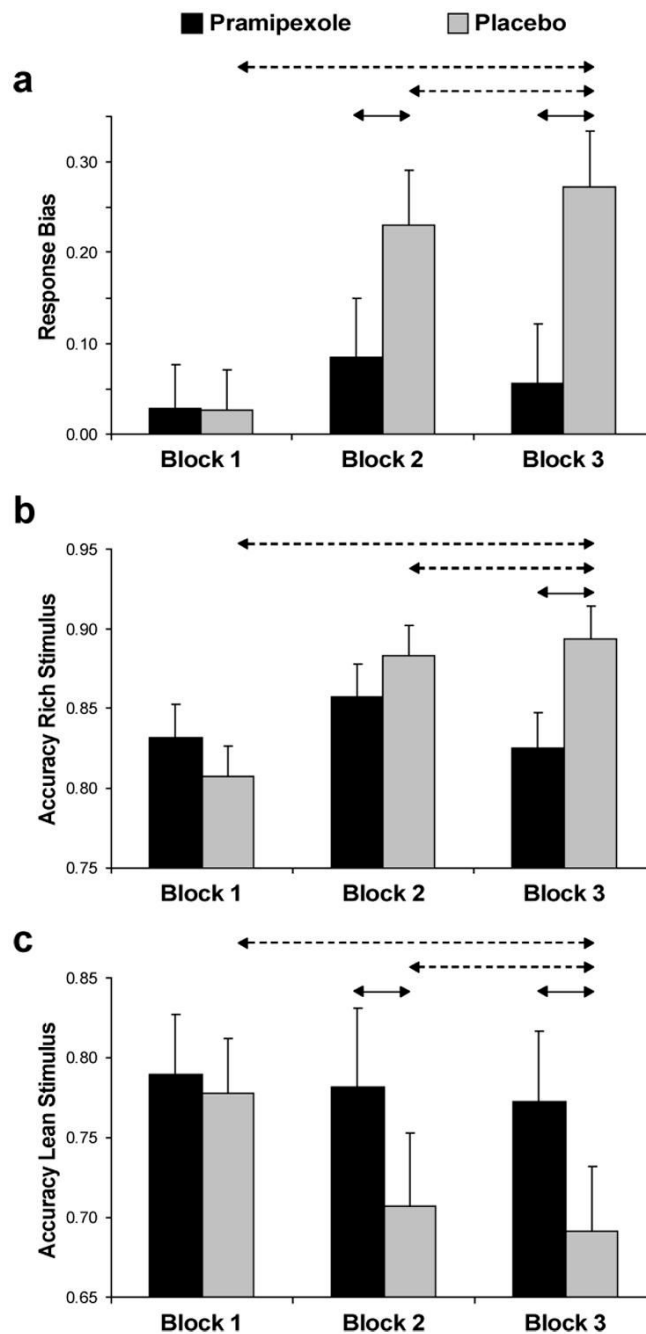 Pramipexole Placebo
a
Response Bias
0.30
0.20
0.10
0.00
Block 1 Block 2 Block 3
b
Accuracy Rich Stimulus
0.95
0.90
0.85
0.80
0.75
Block 1 Block 2 Block 3
c
Accuracy Lean Stimulus
0.85
0.80
0.75
0.70
0.65
Block 1 Block 2 Block 3